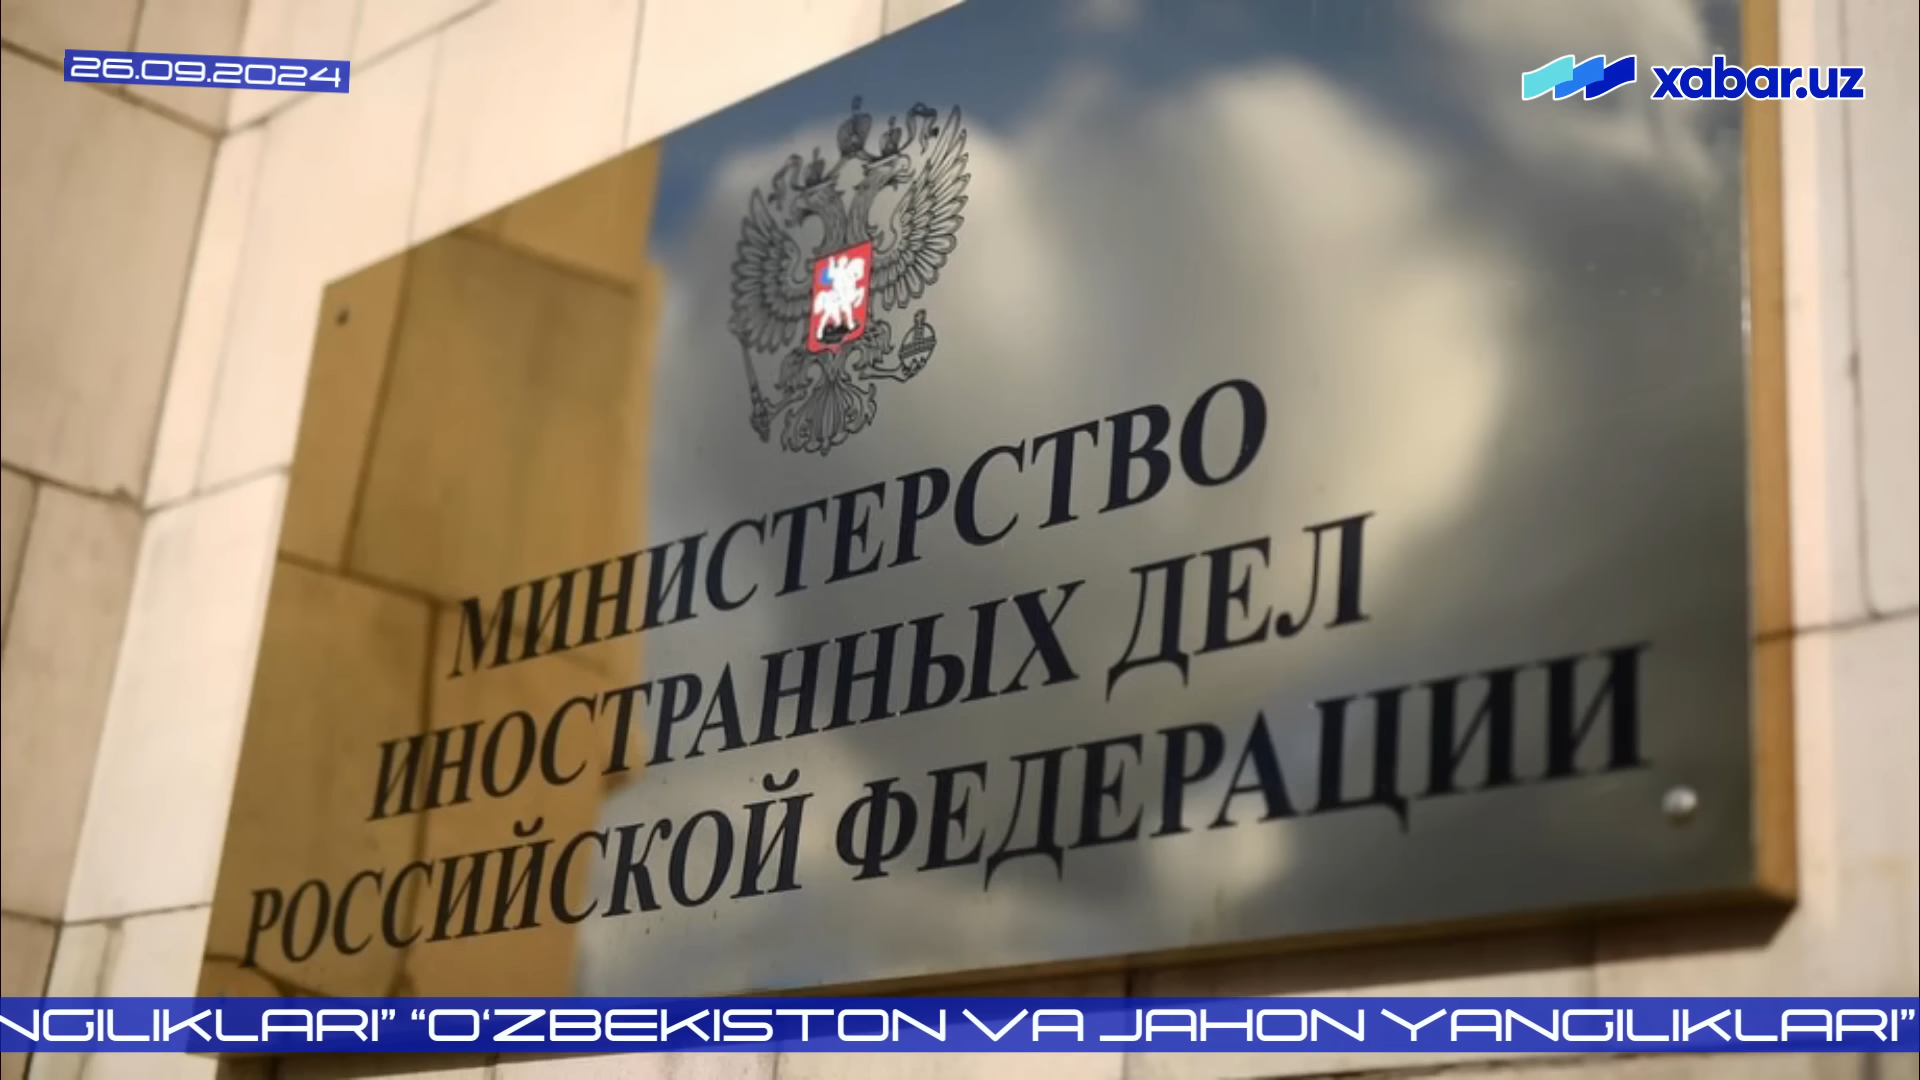 26.09.2024
xabar.uz
МИНИСТЕРСТВО
ИНОСТРАННЫХ ДЕЛ
РОССИЙСКОЙ ФЕДЕРАЦИИ
NGILIKLARI” “O‘ZBEKISTON VA JAHON YANGILIKLARI”